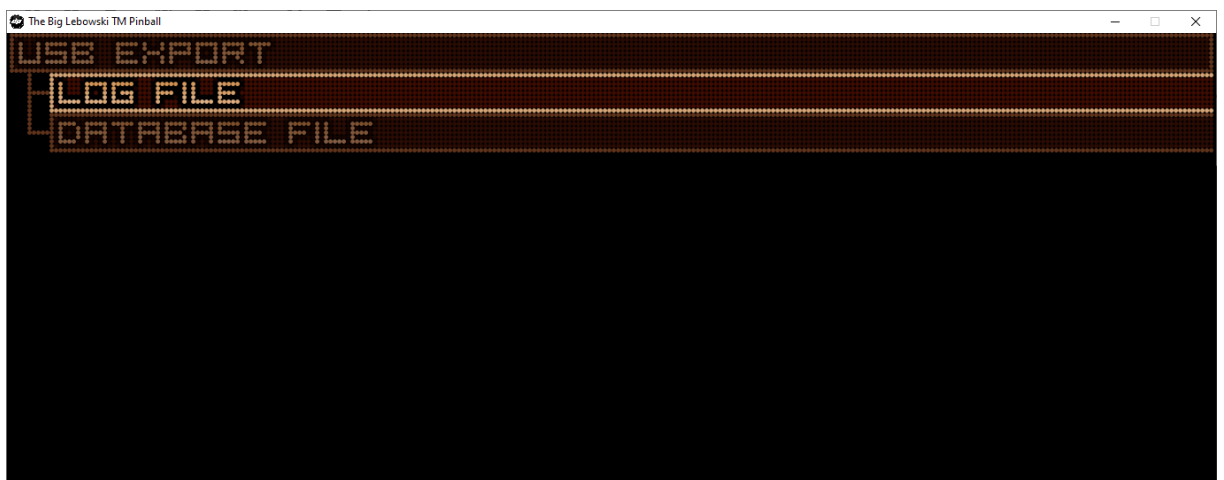 The Big Lebowski TM Pinball
USB EXPORT
LOG FILE
DATABASE FILE